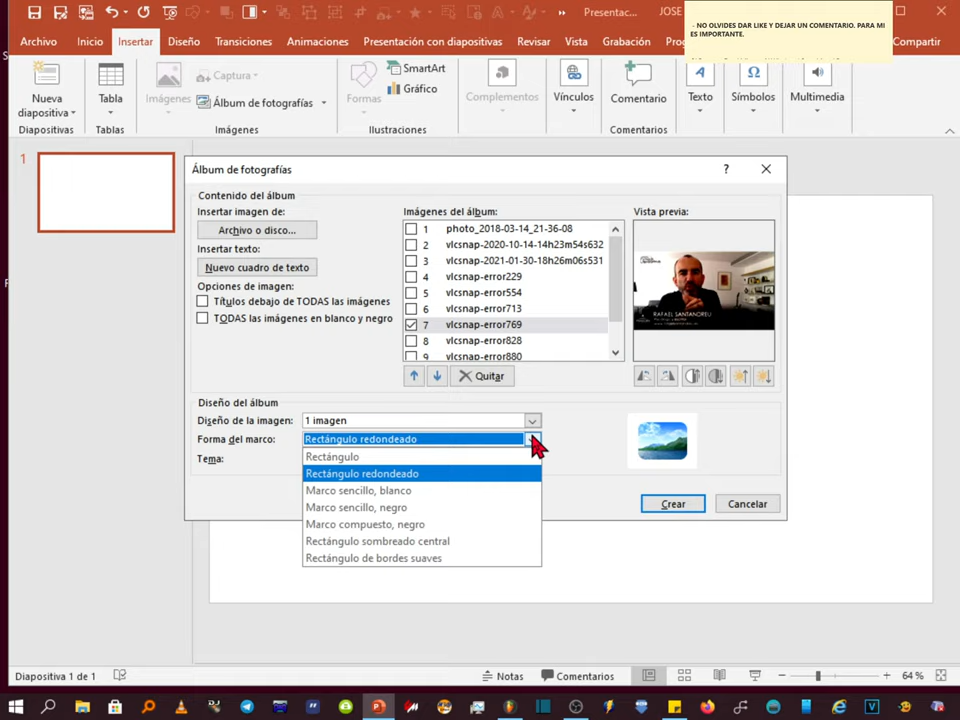 Presentac...
JOSE
- NO OLVIDES DAR LIKE Y DEJAR UN COMENTARIO. PARA MI
ES IMPORTANTE.
Archivo
Inicio
Insertar
Diseño
Transiciones
Animaciones
Presentación con diapositivas
Revisar
Vista
Grabación
Compartir
Nueva
diapositiva
Diapositivas
Tabla
Tablas
Imágenes
Captura
Álbum de fotografías
Imágenes
Formas
SmartArt
Gráfico
Ilustraciones
Complementos
Vínculos
Comentario
Comentarios
Texto
Símbolos
Multimedia
1
Álbum de fotografías
?
Contenido del álbum
Insertar imagen de:
Archivo o disco...
Insertar texto:
Nuevo cuadro de texto
Opciones de imagen:
Títulos debajo de TODAS las imágenes
TODAS las imágenes en blanco y negro
Imágenes del álbum:
1 photo_2018-03-14_21-36-08
2 vlcsnap-2020-10-14-14h23m54s632
3 vlcsnap-2021-01-30-18h26m06s531
4 vlcsnap-error229
5 vlcsnap-error554
6 vlcsnap-error713
7 vlcsnap-error769
8 vlcsnap-error828
9 vlcsnap-error880
Quitar
Vista previa:
RAFAEL SANTANDREU
Diseño del álbum
Diseño de la imagen:
1 imagen
Forma del marco:
Rectángulo redondeado
Tema:
Rectángulo
Rectángulo redondeado
Marco sencillo, blanco
Marco sencillo, negro
Marco compuesto, negro
Rectángulo sombreado central
Rectángulo de bordes suaves
Crear
Cancelar
Diapositiva 1 de 1
Notas
Comentarios
64 %